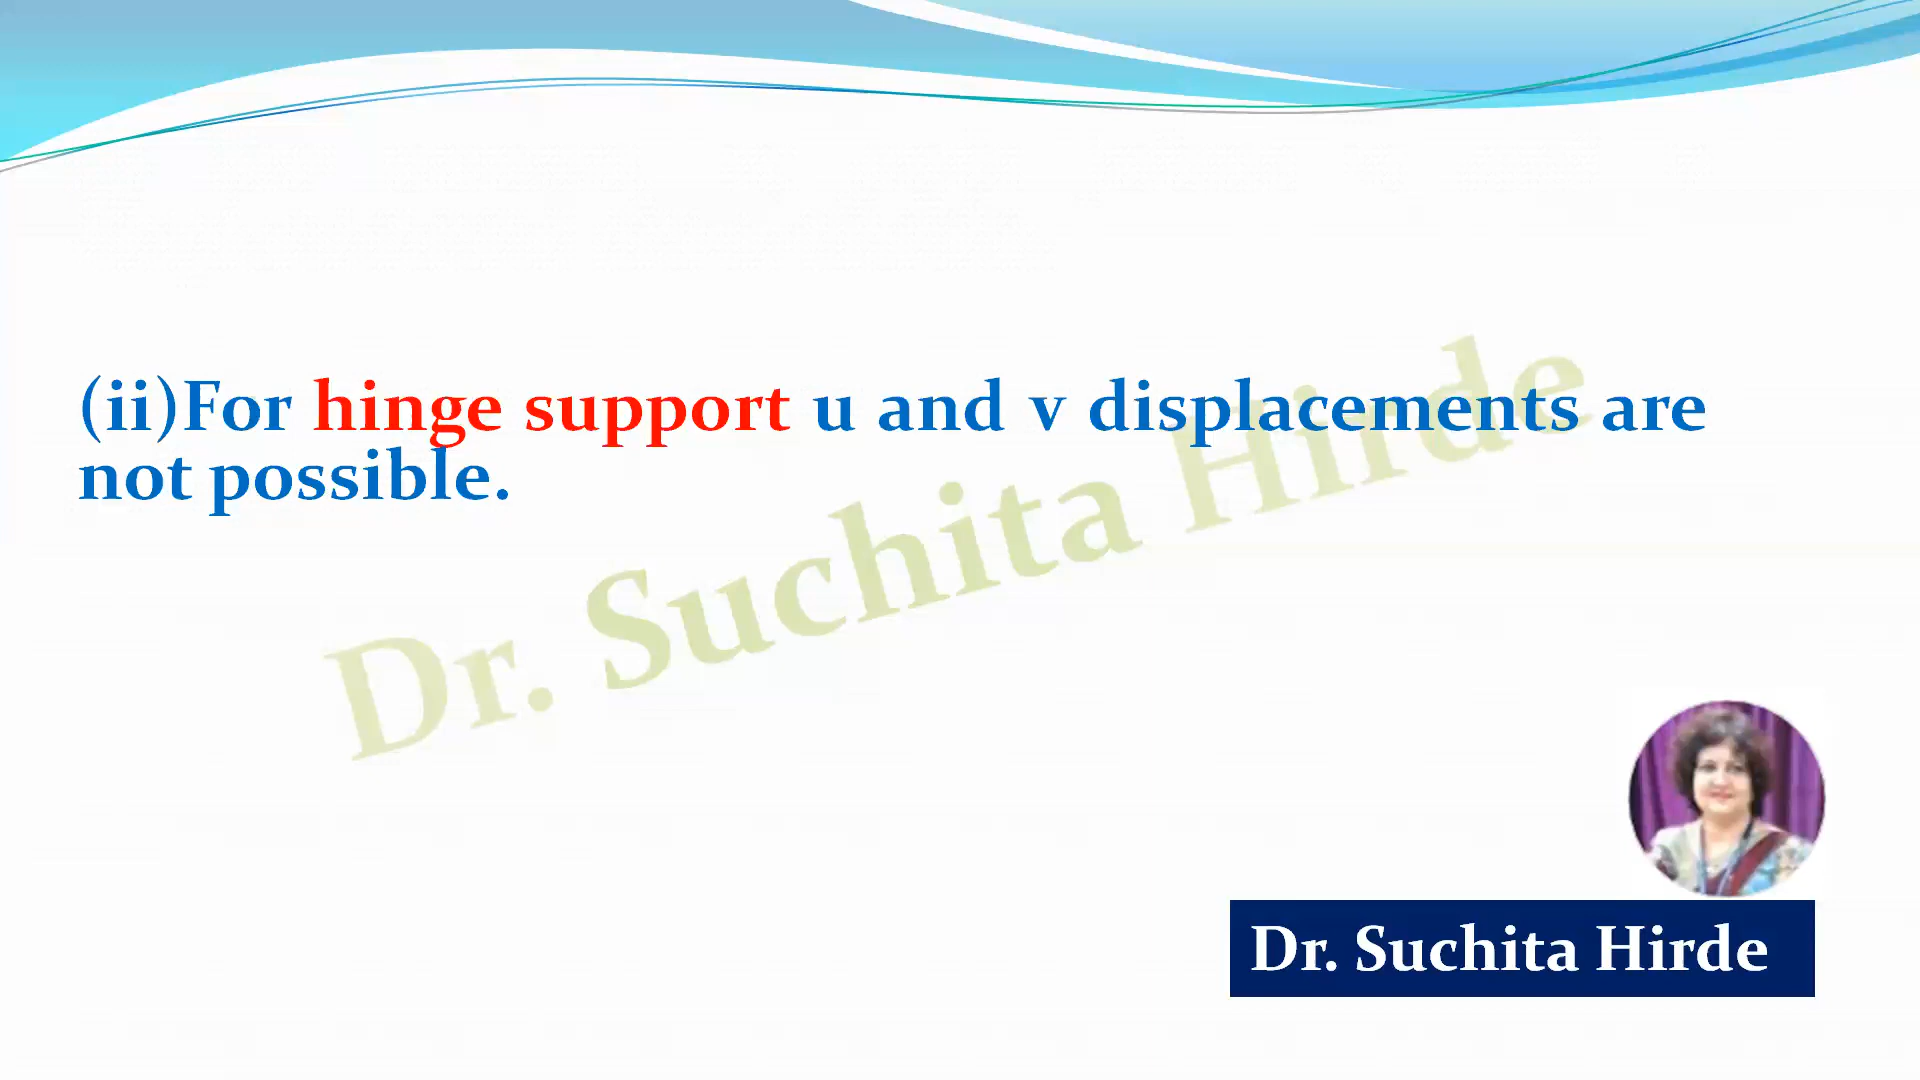 (ii)For hinge support u and v displacements are
not possible.
Dr. Suchita Hirde
Dr. Suchita Hirde